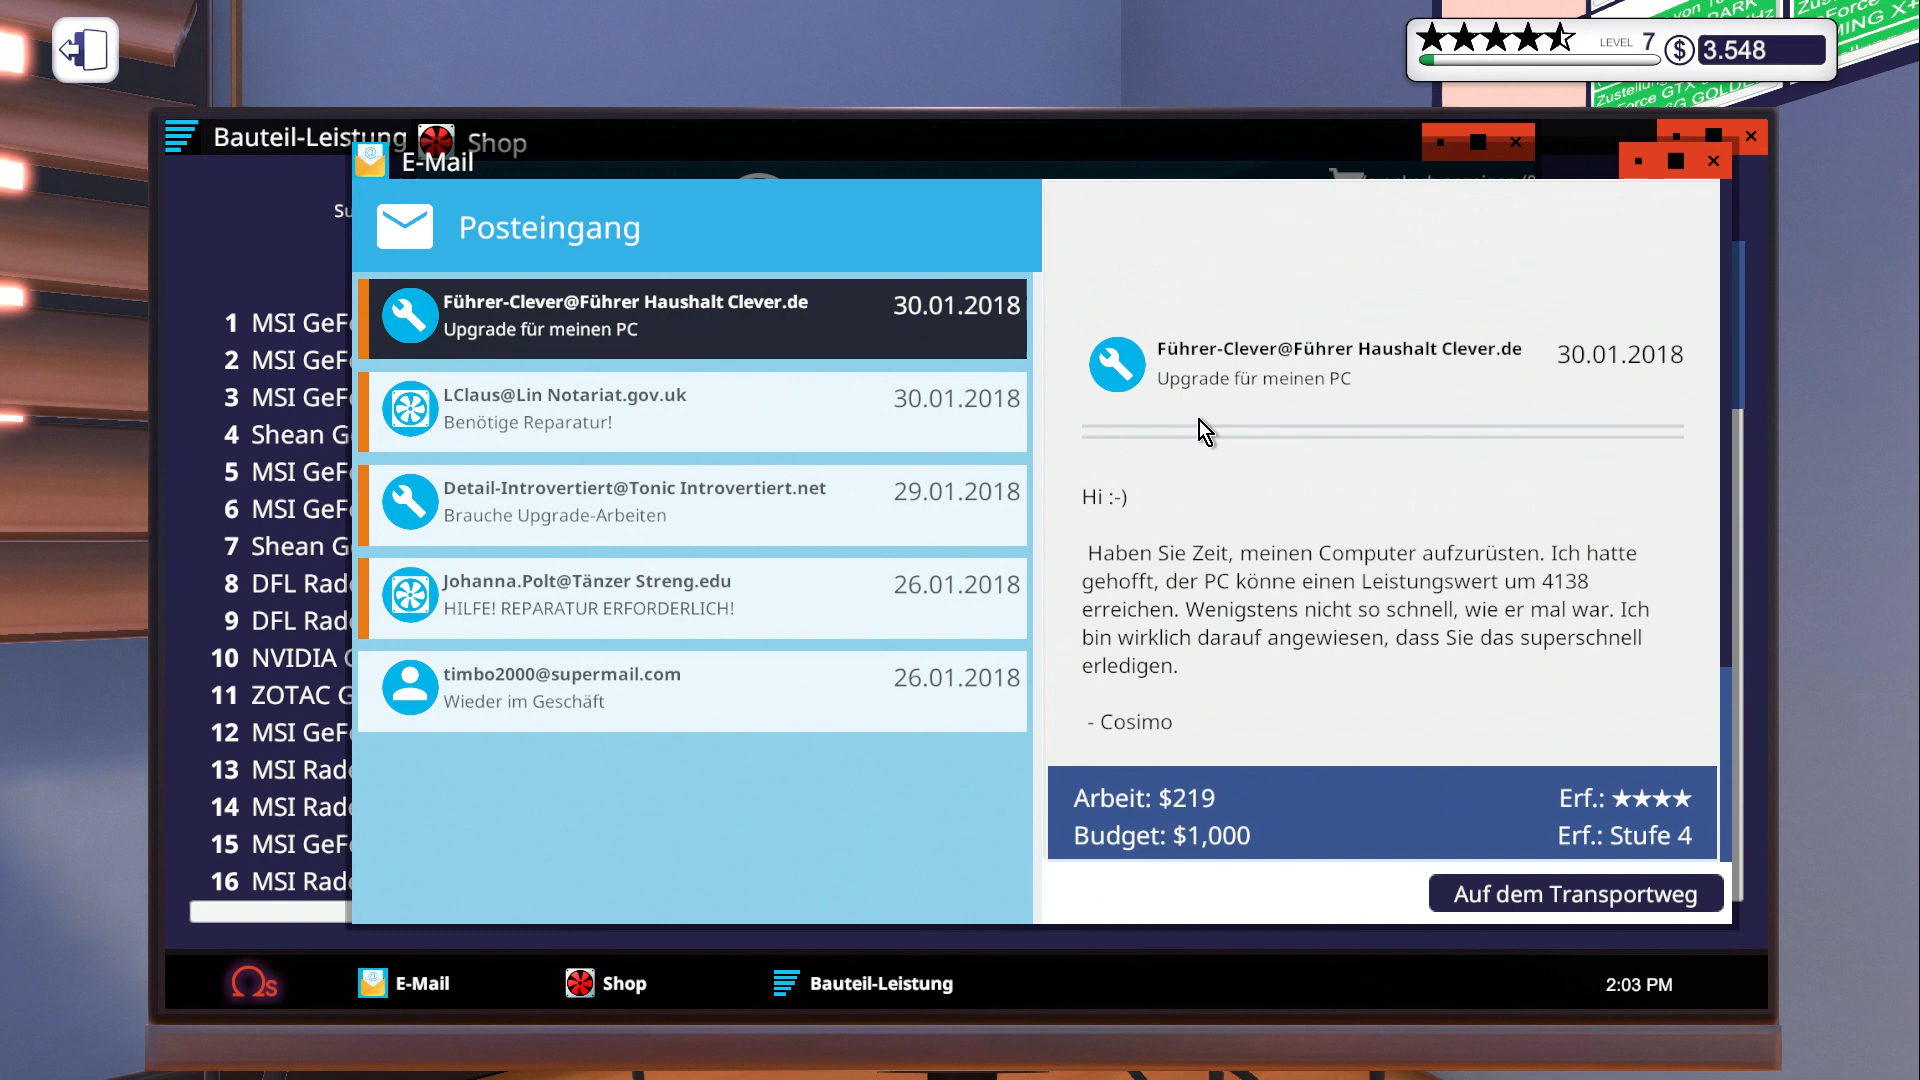 LEVEL 7
3.548
Bauteil-Leistung
Shop
E-Mail
Posteingang
Führer-Clever@Führer Haushalt Clever.de
30.01.2018
Upgrade für meinen PC
LClaus@Lin Notariat.gov.uk
30.01.2018
Benötige Reparatur!
Detail-Introvertiert@Tonic Introvertiert.net
29.01.2018
Brauche Upgrade-Arbeiten
Johanna.Polt@Tänzer Streng.edu
26.01.2018
HILFE! REPARATUR ERFORDERLICH!
timbo2000@supermail.com
26.01.2018
Wieder im Geschäft
Führer-Clever@Führer Haushalt Clever.de
30.01.2018
Upgrade für meinen PC
Hi :-)
Haben Sie Zeit, meinen Computer aufzurüsten. Ich hatte
gehofft, der PC könne einen Leistungswert um 4138
erreichen. Wenigstens nicht so schnell, wie er mal war. Ich
bin wirklich darauf angewiesen, dass Sie das superschnell
erledigen.
- Cosimo
Arbeit: $219
Erf.: ★★★★
Budget: $1,000
Erf.: Stufe 4
Auf dem Transportweg
1 MSI GeF
2 MSI GeF
3 MSI GeF
4 Shean G
5 MSI GeF
6 MSI GeF
7 Shean G
8 DFL Rad
9 DFL Rad
10 NVIDIA
11 ZOTAC G
12 MSI GeF
13 MSI Rad
14 MSI Rad
15 MSI GeF
16 MSI Rad
E-Mail
Shop
Bauteil-Leistung
2:03 PM